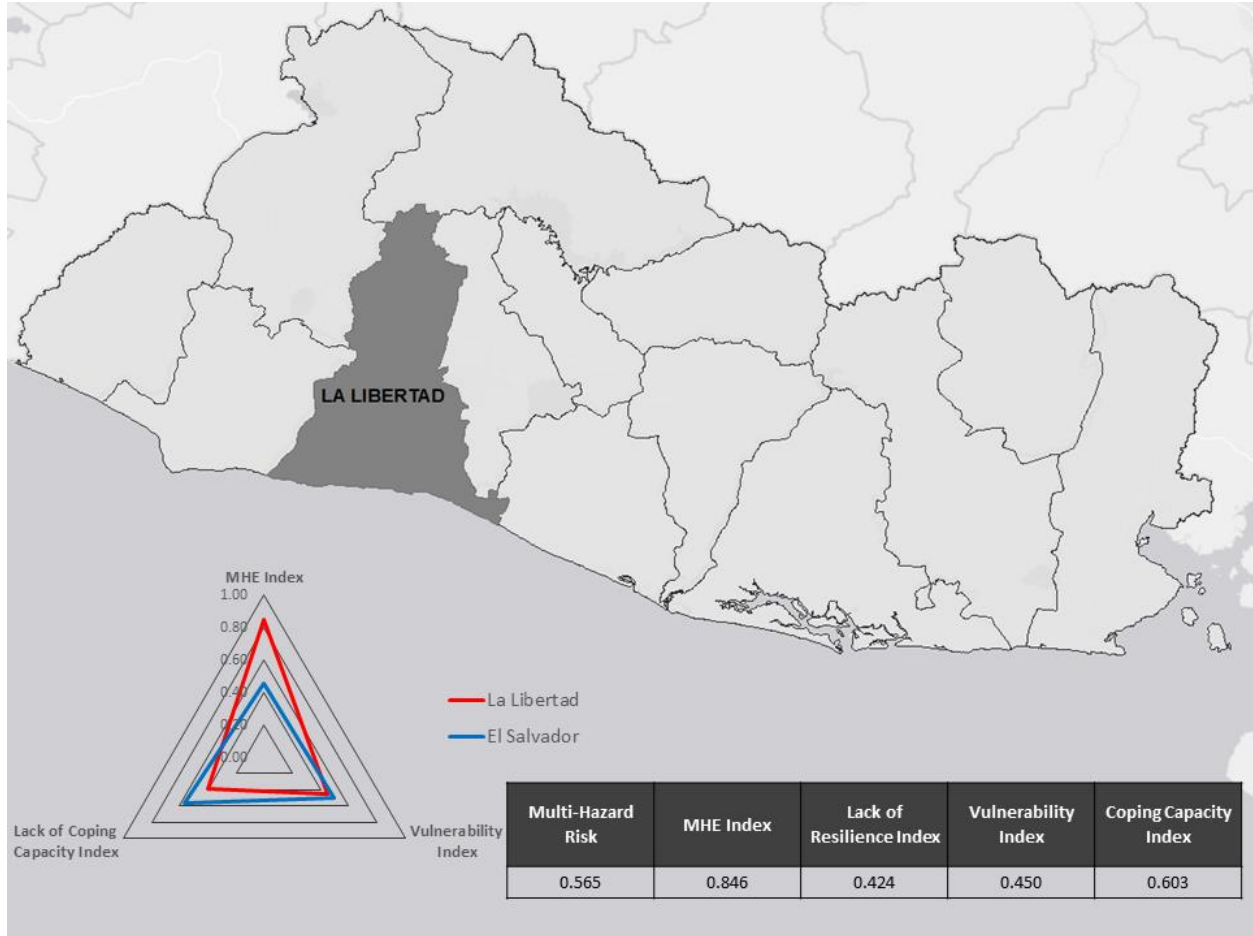 LA LIBERTAD
MHE Index
1.00
0.80
0.60
0.40
0.20
0.00
Lack of Coping
Capacity Index
Vulnerability
Index
La Libertad
El Salvador
Multi-Hazard
Risk
MHE Index
Lack of
Resilience Index
Vulnerability
Index
Coping Capacity
Index
0.565
0.846
0.424
0.450
0.603